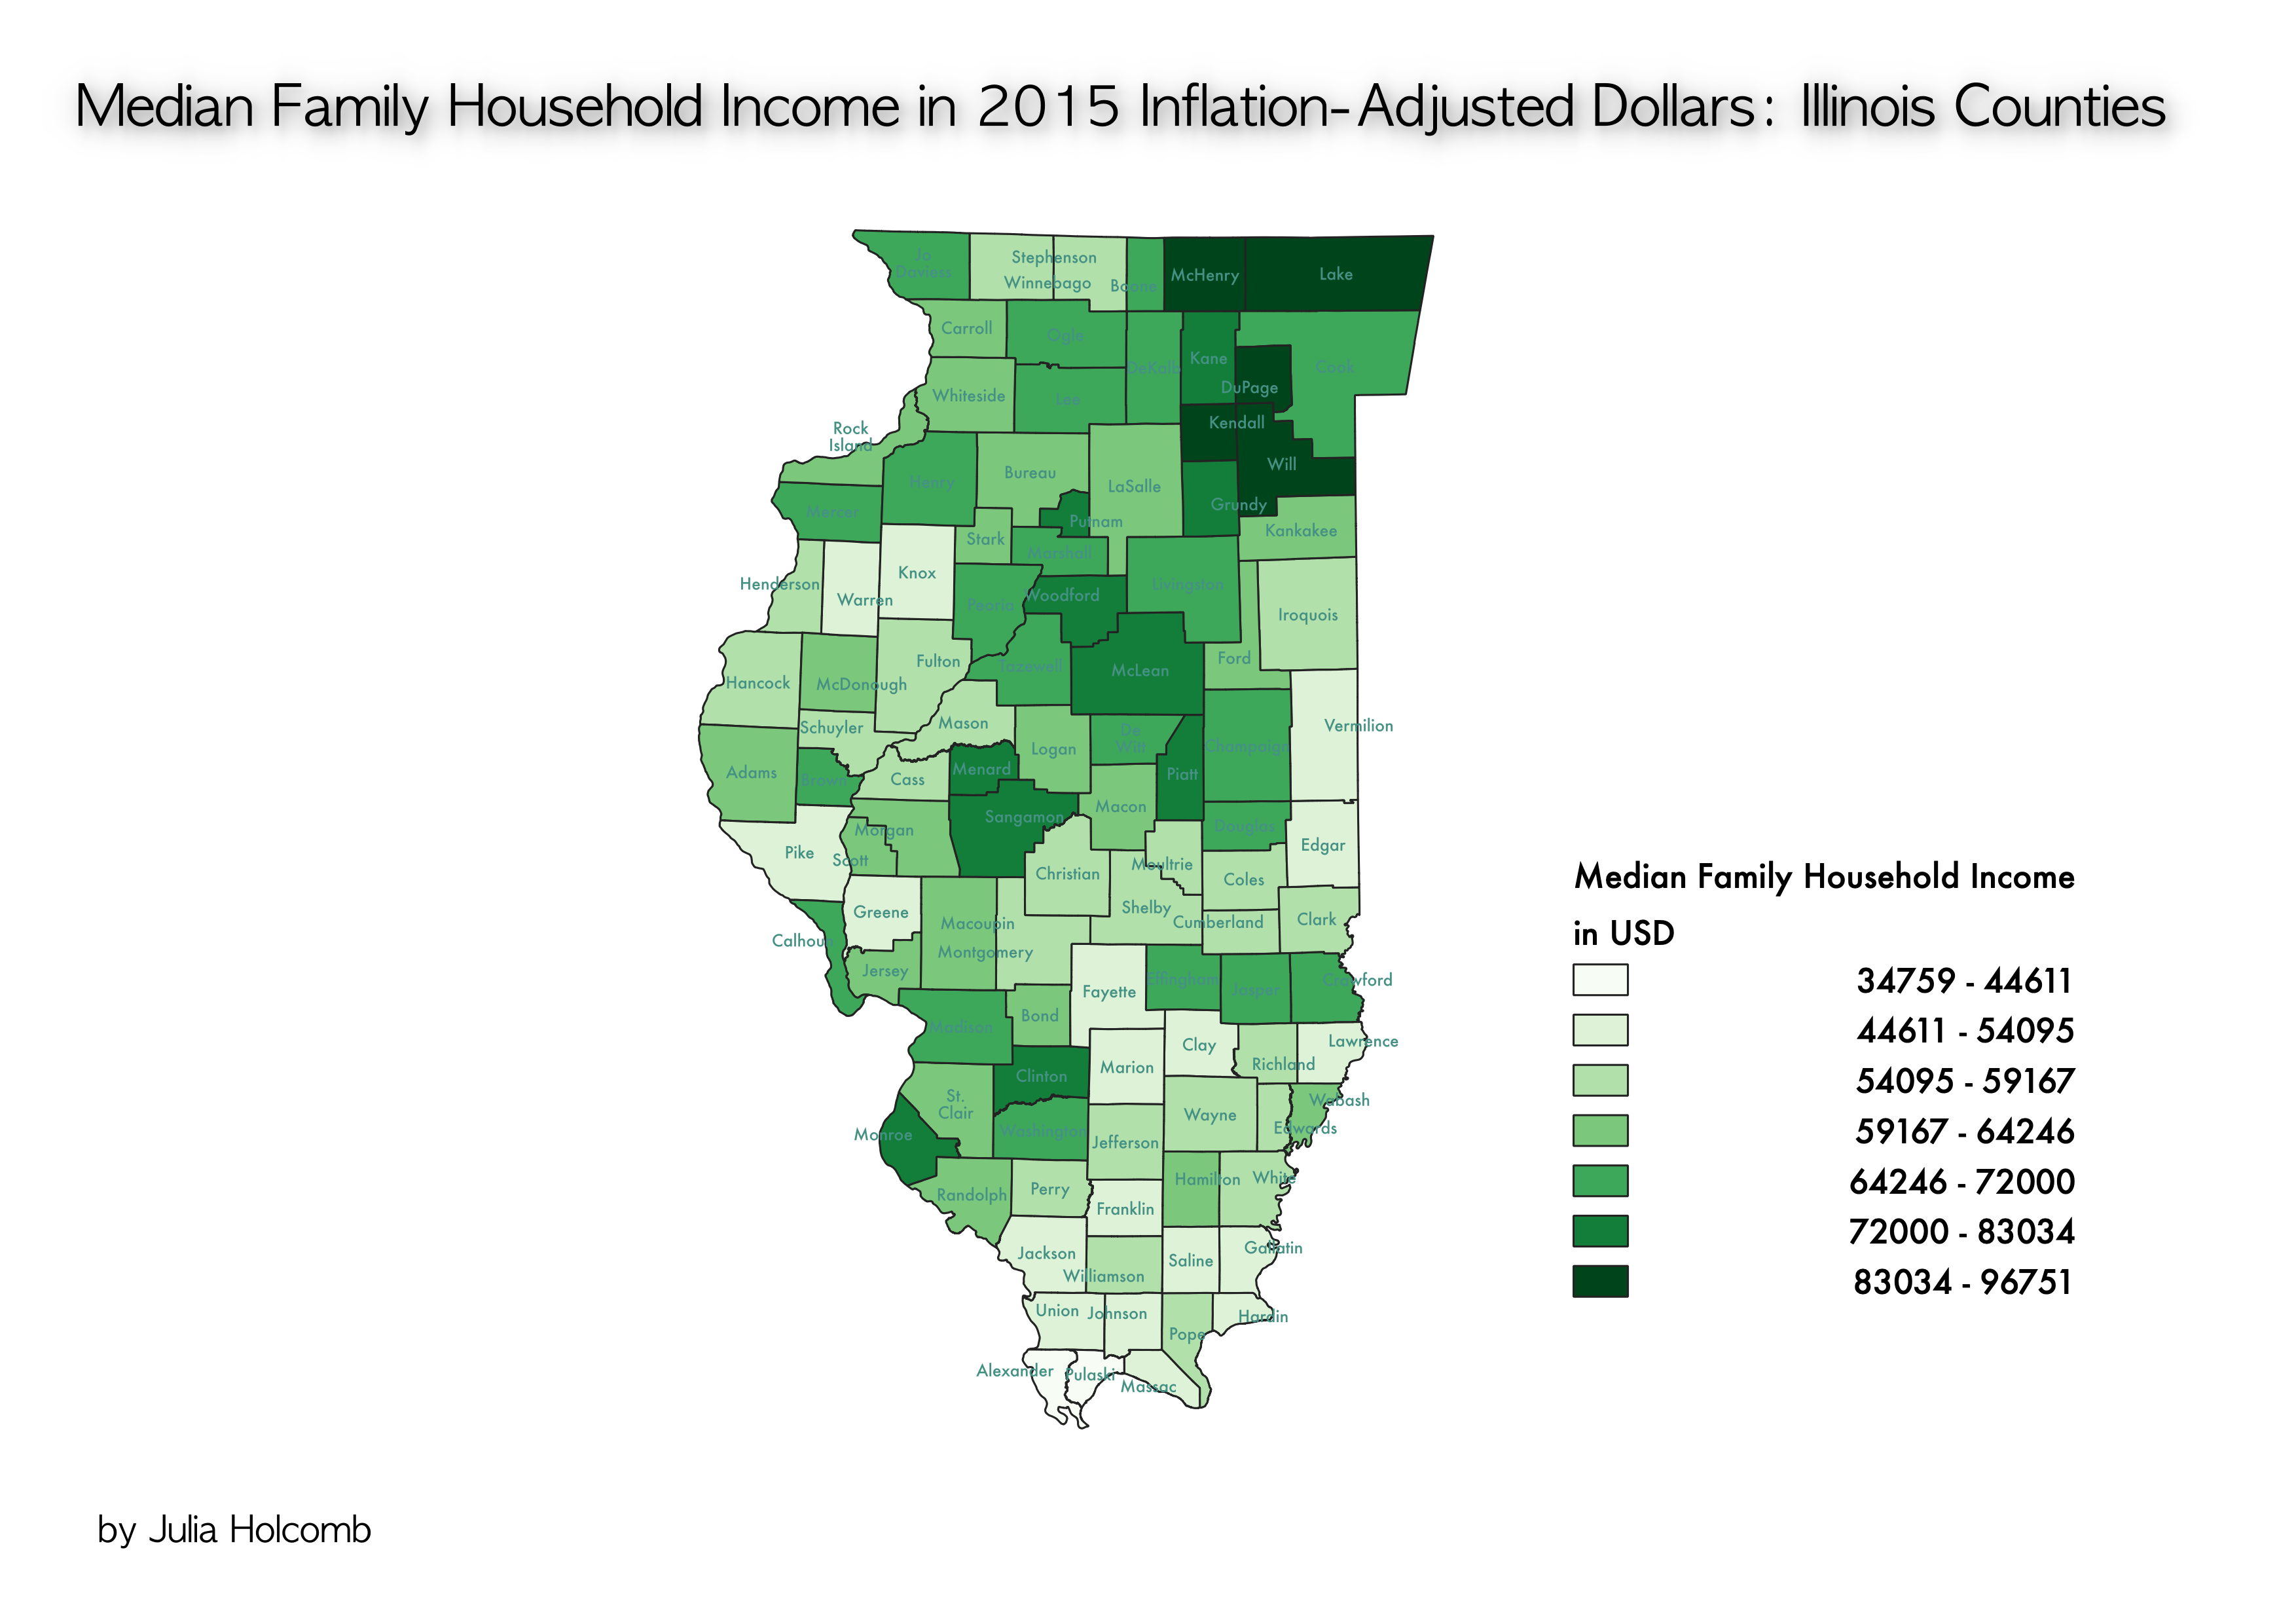 Median Family Household Income in 2015 Inflation-Adjusted Dollars: Illinois Counties
Jo
Daviess
Stephenson
Winnebago
Boone
McHenry
Lake
Carroll
Ogle
DeKalb
Kane
Cook
DuPage
Whiteside
Lee
Kendall
Rock
Island
Will
Henry
Bureau
LaSalle
Grundy
Mercer
Putnam
Kankakee
Stark
Marshall
Knox
Henderson
Warren
Peoria
Woodford
Livingston
Iroquois
Fulton
Tazewell
McLean
Ford
Hancock
McDonough
Schuyler
Mason
Vermilion
Logan
De
Witt
Champaign
Adams
Brown
Cass
Menard
Piatt
Macon
Sangamon
Morgan
Douglas
Pike
Scott
Edgar
Christian
Moultrie
Coles
Median Family Household Income
in USD
Greene
Shelby
Macoupin
Cumberland
Clark
Calhoun
Montgomery
Jersey
Fayette
Effingham
Jasper
Crawford
34759 - 44611
Bond
Madison
44611 - 54095
Clay
Lawrence
Marion
Richland
Clinton
54095 - 59167
St.
Clair
Wayne
Wabash
Monroe
Washington
Jefferson
Edwards
59167 - 64246
Randolph
Perry
Hamilton
White
64246 - 72000
Franklin
72000 - 83034
Jackson
Williamson
Saline
Gallatin
83034 - 96751
Union
Johnson
Pope
Hardin
Alexander
Pulaski
Massac
by Julia Holcomb